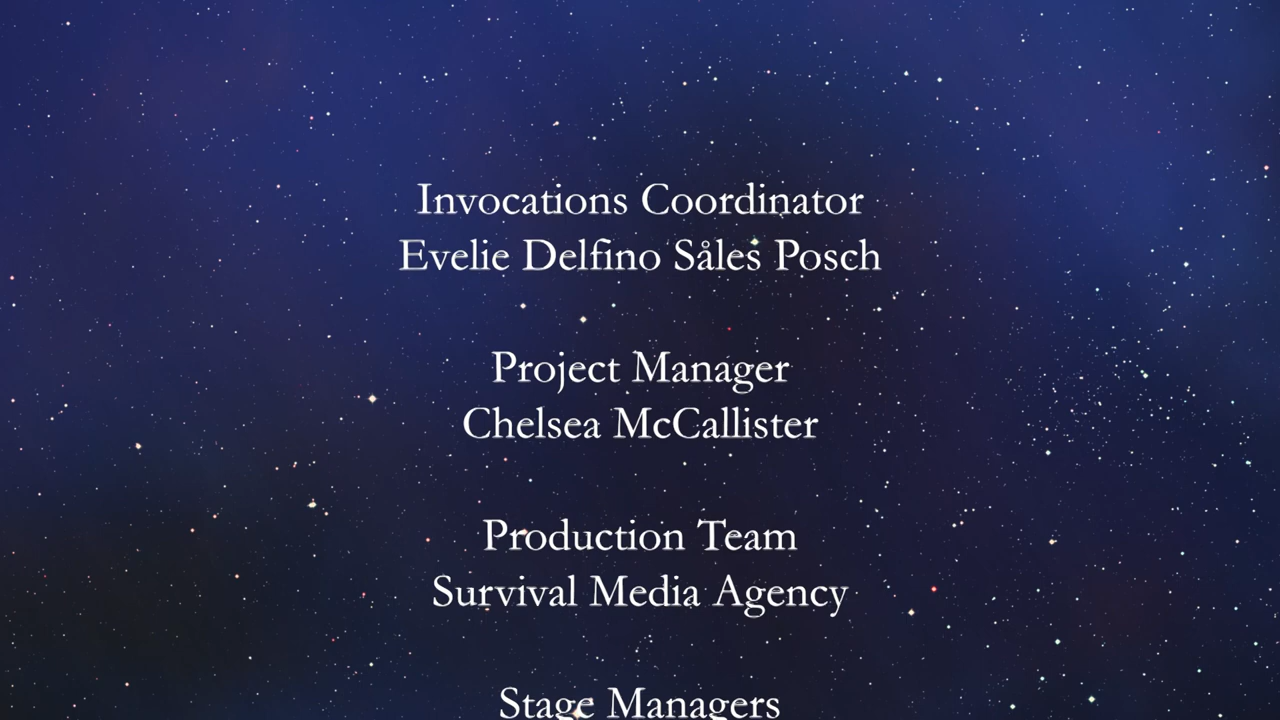 Invocations Coordinator
Evelie Delfino Såles Posch
Project Manager
Chelsea McCallister
Production Team
Survival Media Agency
Stage Managers